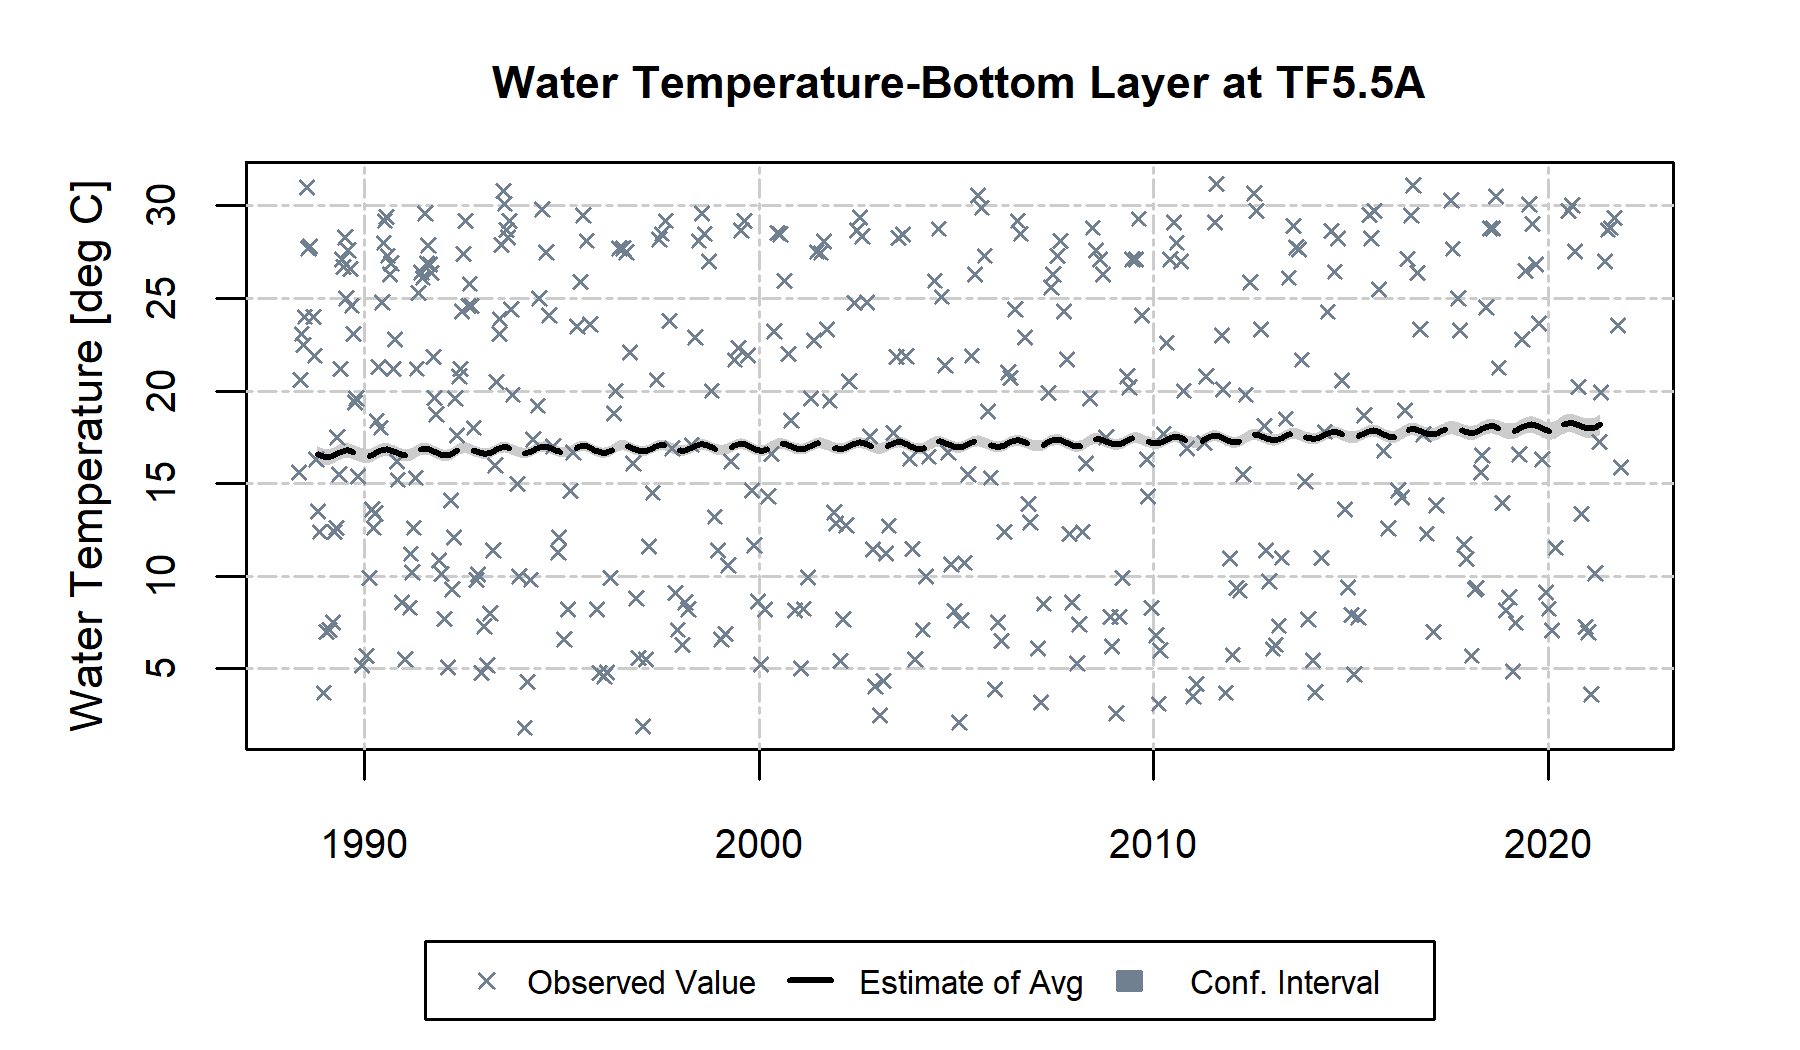 Water Temperature-Bottom Layer at TF5.5A
Water Temperature [deg C]
30
25
20
15
10
5
1990 2000 2010 2020
Observed Value Estimate of Avg Conf. Interval